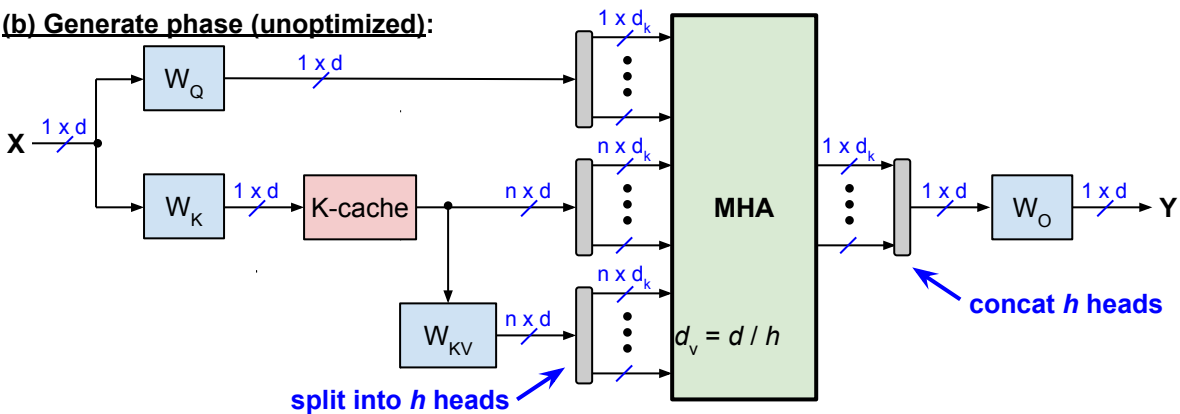 (b) Generate phase (unoptimized):
1 x d_k
1 x d
W_Q
X
1 x d
n x d_k
1 x d_k
W_K
1 x d
K-cache
n x d
MHA
1 x d
W_O
1 x d
Y
n x d_k
concat h heads
W_KV
n x d
d_v = d / h
split into h heads